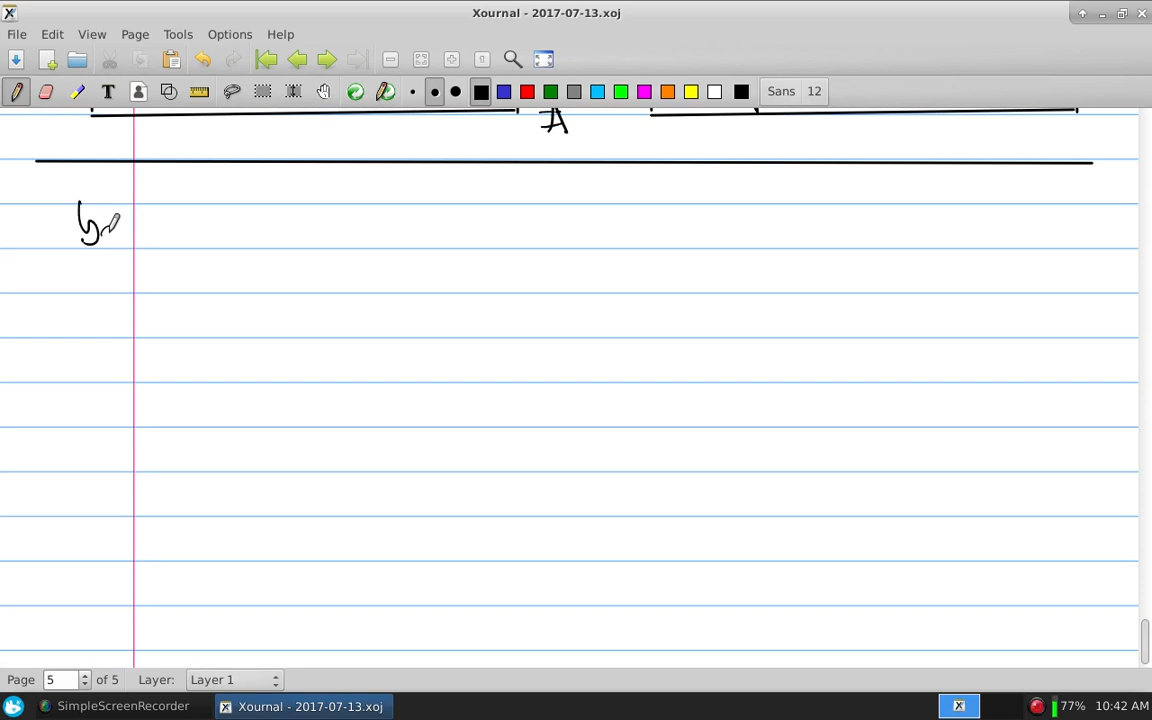 Xournal - 2017-07-13.xoj
File Edit View Page Tools Options Help
Sans 12
A
Page 5 of 5 Layer: Layer 1
SimpleScreenRecorder Xournal - 2017-07-13.xoj 77% 10:42 AM